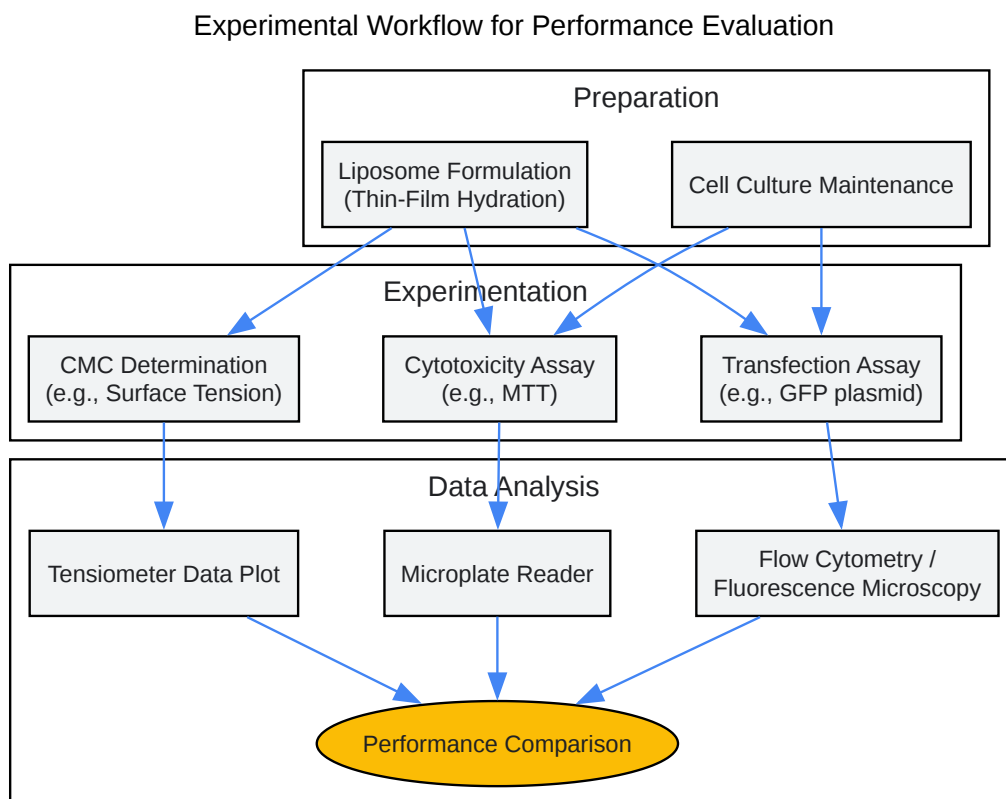 Experimental Workflow for Performance Evaluation
Preparation
Liposome Formulation
(Thin-Film Hydration)
Cell Culture Maintenance
Experimentation
CMC Determination
(e.g., Surface Tension)
Cytotoxicity Assay
(e.g., MTT)
Transfection Assay
(e.g., GFP plasmid)
Data Analysis
Tensiometer Data Plot
Microplate Reader
Flow Cytometry /
Fluorescence Microscopy
Performance Comparison